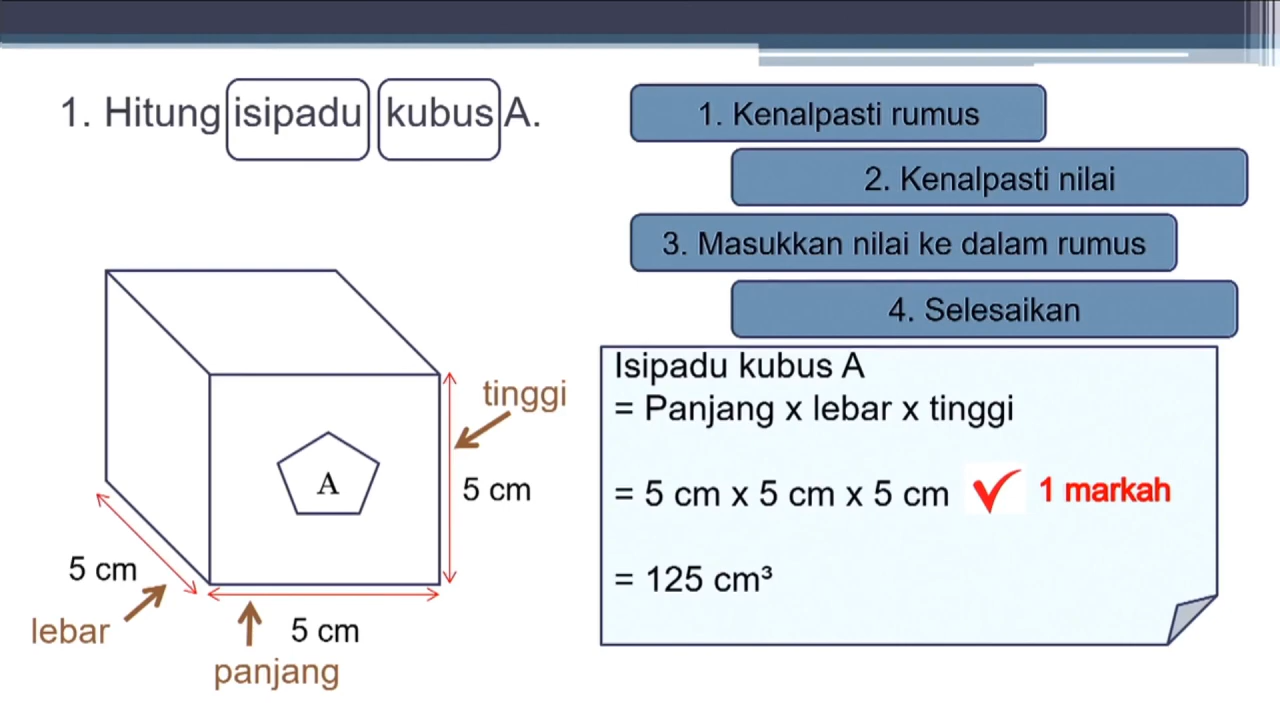 1. Hitung isipadu kubus A.
1. Kenalpasti rumus
2. Kenalpasti nilai
3. Masukkan nilai ke dalam rumus
4. Selesaikan
tinggi
A
5 cm
5 cm
lebar
5 cm
panjang
Isipadu kubus A
= Panjang x lebar x tinggi
= 5 cm x 5 cm x 5 cm 1 markah
= 125 cm³